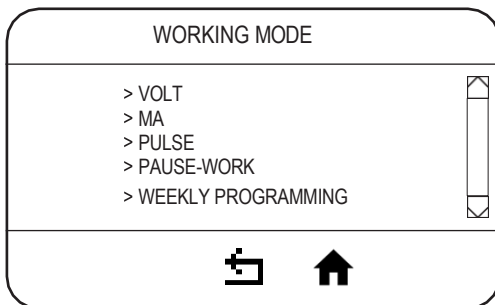 WORKING MODE
> VOLT
> MA
> PULSE
> PAUSE-WORK
> WEEKLY PROGRAMMING